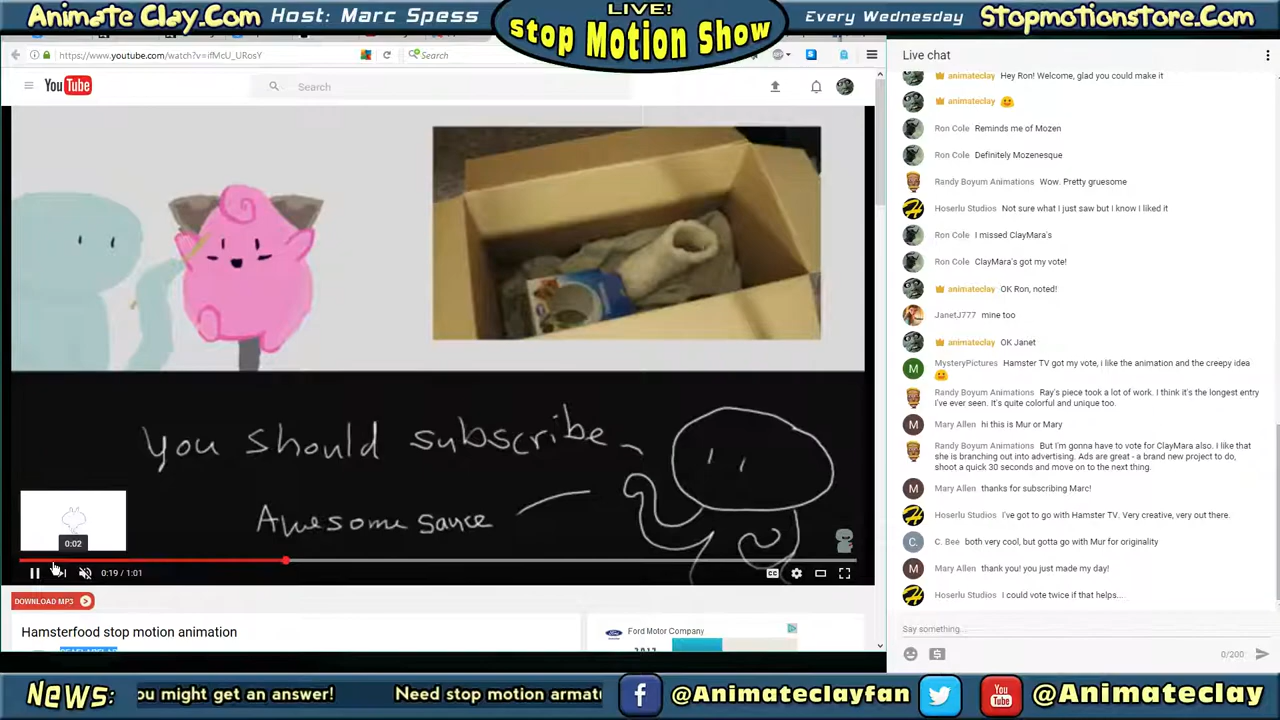 Animate Clay.Com Host: Marc Spess
LIVE!
Stop Motion Show
Every Wednesday Stopmotionstore.Com
https://www.youtube.com/watch?v=iffMcU_URosY
Search
YouTube
Search
You should subscribe
Awesome sauce
0:02
0:19 / 1:01
CC
DOWNLOAD MP3
Hamsterfood stop motion animation
Ford Motor Company
Live chat
animateclay Hey Ron! Welcome, glad you could make it
animateclay
Ron Cole Reminds me of Mozen
Ron Cole Definitely Mozenesque
Randy Boyum Animations Wow. Pretty gruesome
Hoserlu Studios Not sure what I just saw but I know I liked it
Ron Cole I missed ClayMara's
Ron Cole ClayMara's got my vote!
animateclay OK Ron, noted!
JanetJ777 mine too
animateclay OK Janet
M MysteryPictures Hamster TV got my vote, i like the animation and the creepy idea
Randy Boyum Animations Ray's piece took a lot of work. I think it's the longest entry
I've ever seen. It's quite colorful and unique too.
M Mary Allen hi this is Mur or Mary
Randy Boyum Animations But I'm gonna have to vote for ClayMara also. I like that
she is branching out into advertising. Ads are great - a brand new project to do,
shoot a quick 30 seconds and move on to the next thing.
M Mary Allen thanks for subscribing Marc!
Hoserlu Studios I've got to go with Hamster TV. Very creative, very out there.
C. C. Bee both very cool, but gotta go with Mur for originality
M Mary Allen thank you! you just made my day!
Hoserlu Studios I could vote twice if that helps...
Say something...
0/200
News: ou might get an answer! Need stop motion armatu
@Animateclayfan
@Animateclay